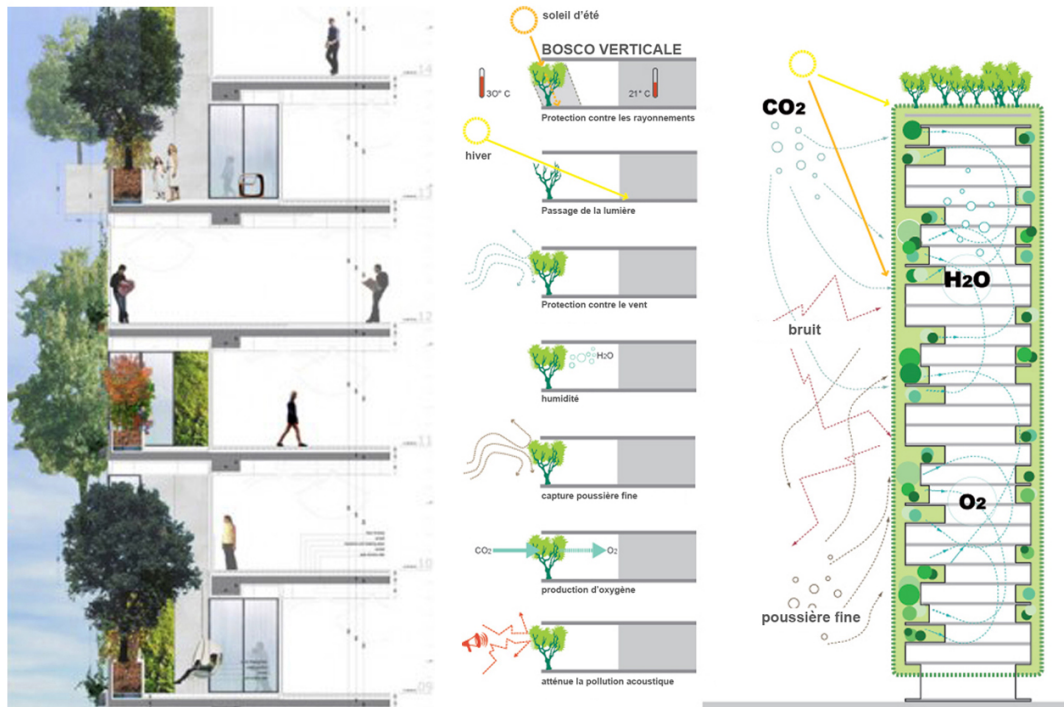 14
13
12
11
10
09
soleil d'été
BOSCO VERTICALE
30° C
21° C
Protection contre les rayonnements
hiver
Passage de la lumière
Protection contre le vent
H2O
humidité
capture poussière fine
CO2
O2
production d'oxygène
atténue la pollution acoustique
CO2
H2O
bruit
O2
poussière fine